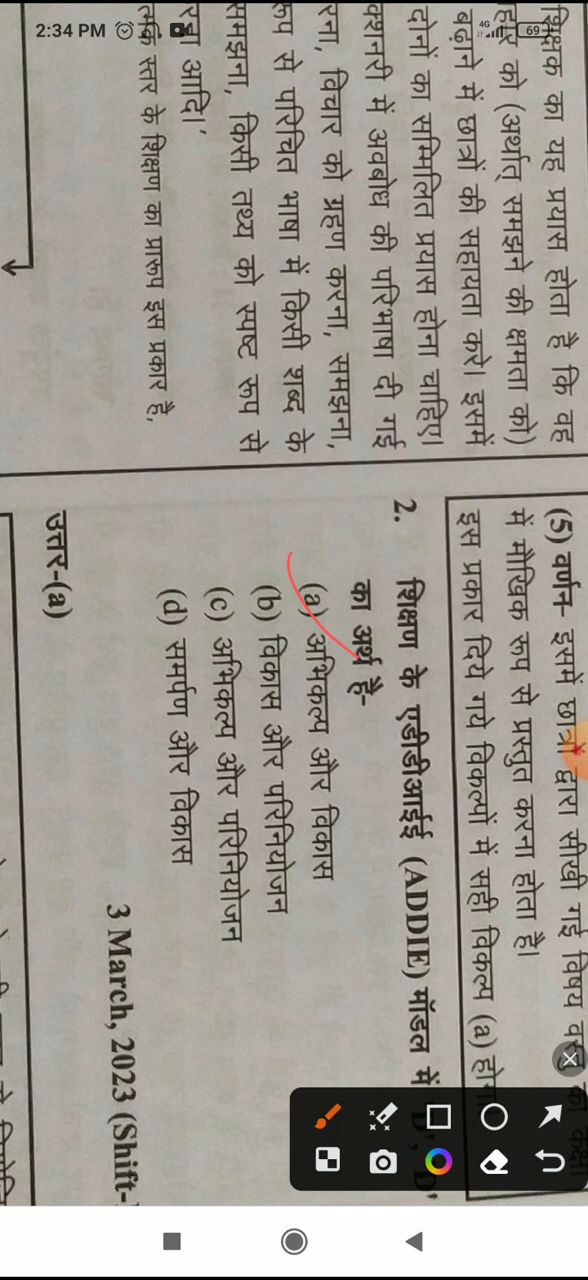 2:34 PM
4G
69
शिक्षक का यह प्रयास होता है कि वह
को (अर्थात् समझने की क्षमता को)
बढ़ाने में छात्रों की सहायता करे। इसमें
दोनों का सम्मिलित प्रयास होना चाहिए।
में अवबोध की परिभाषा दी गई
विचार को ग्रहण करना, समझना,
रूप से परिचित भाषा में किसी शब्द के
समझना, किसी तथ्य को स्पष्ट रूप से
आदि।'
स्तर के शिक्षण का प्रारूप इस प्रकार है,
(5) वर्णन- इसमें छात्रों द्वारा सीखी गई विषय वस्तु
में मौखिक रूप से प्रस्तुत करना होता है।
इस प्रकार दिये गये विकल्पों में सही विकल्प (a)
2. शिक्षण के एडीडीआईई (ADDIE) मॉडल में 'D', D'
का अर्थ है-
(a) अभिकल्प और विकास
(b) विकास और परिनियोजन
(c) अभिकल्प और परिनियोजन
(d) समर्पण और विकास
3 March, 2023 (Shift-
उत्तर-(a)